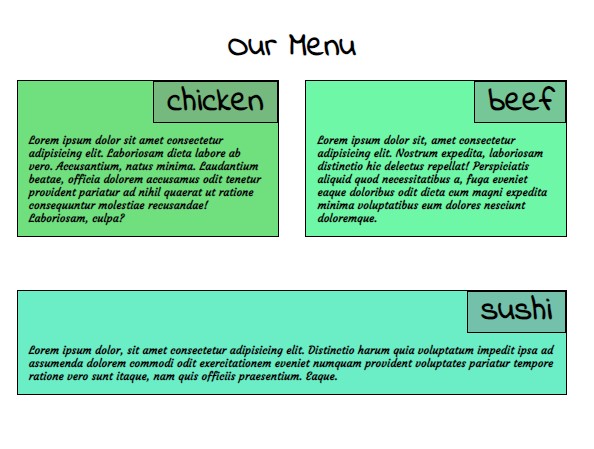 Our Menu
chicken
Lorem ipsum dolor sit amet consectetur
adipisicing elit. Laboriosam dicta labore ab
vero. Accusantium, natus minima. Laudantium
beatae, officia dolorem accusamus odit tenetur
provident pariatur ad nihil quaerat ut ratione
consequuntur molestiae recusandae!
Laboriosam, culpa?
beef
Lorem ipsum dolor sit, amet consectetur
adipisicing elit. Nostrum expedita, laboriosam
distinctio hic delectus repellat! Perspiciatis
aliquid quod necessitatibus a, fuga eveniet
eaque doloribus odit dicta cum magni expedita
minima voluptatibus eum dolores nesciunt
doloremque.
sushi
Lorem ipsum dolor, sit amet consectetur adipisicing elit. Distinctio harum quia voluptatum impedit ipsa ad
assumenda dolorem commodi odit exercitationem eveniet numquam provident voluptates pariatur tempore
ratione vero sunt itaque, nam quis officiis praesentium. Eaque.